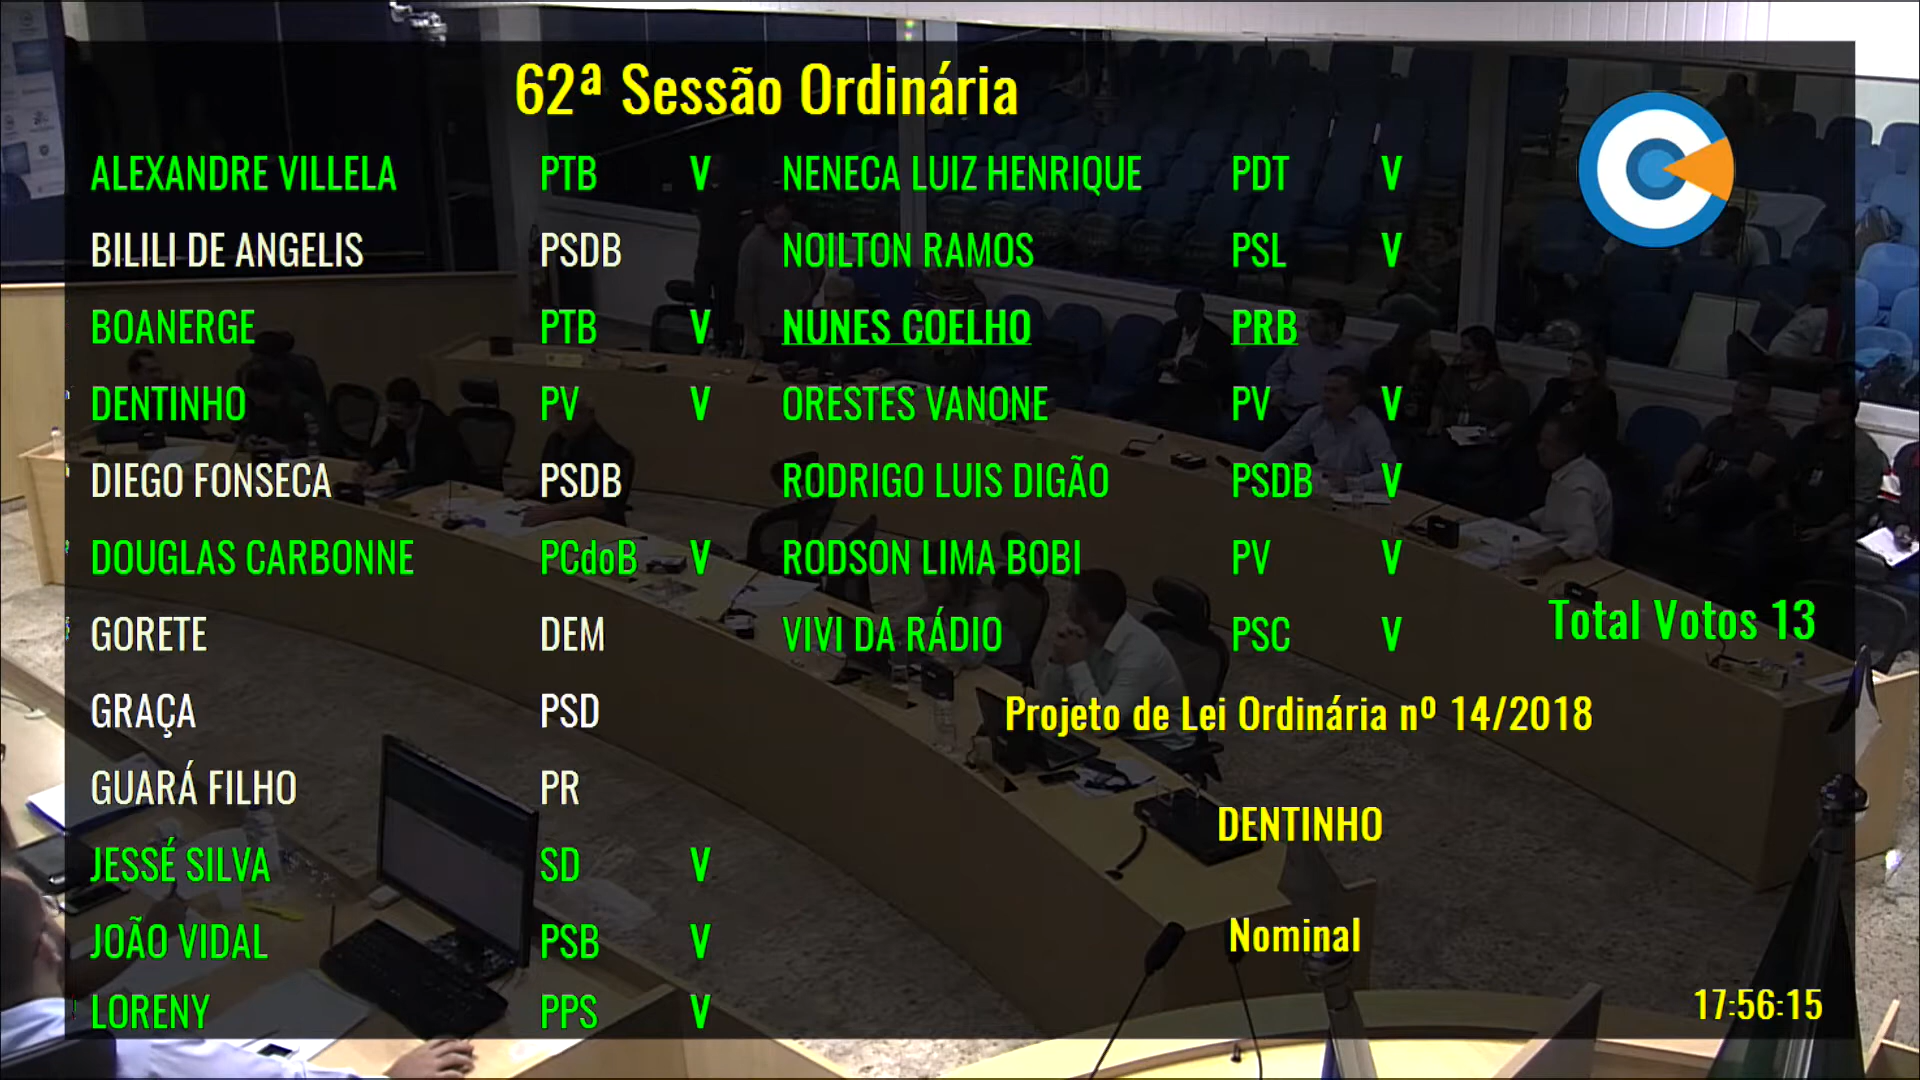 62ª Sessão Ordinária
ALEXANDRE VILLELA PTB V
BILILI DE ANGELIS PSDB
BOANERGE PTB V
DENTINHO PV V
DIEGO FONSECA PSDB
DOUGLAS CARBONNE PCdoB V
GORETE DEM
GRAÇA PSD
GUARÁ FILHO PR
JESSÉ SILVA SD V
JOÃO VIDAL PSB V
LORENY PPS V
NENECA LUIZ HENRIQUE PDT V
NOILTON RAMOS PSL V
NUNES COELHO PRB
ORESTES VANONE PV V
RODRIGO LUIS DIGÃO PSDB V
RODSON LIMA BOBI PV V
VIVI DA RÁDIO PSC V
Total Votos 13
Projeto de Lei Ordinária nº 14/2018
DENTINHO
Nominal
17:56:15